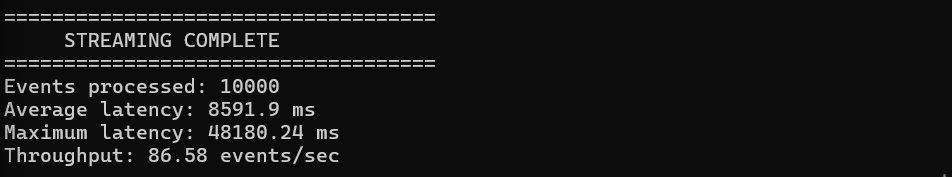 ====================================
STREAMING COMPLETE
====================================
Events processed: 10000
Average latency: 8591.9 ms
Maximum latency: 48180.24 ms
Throughput: 86.58 events/sec